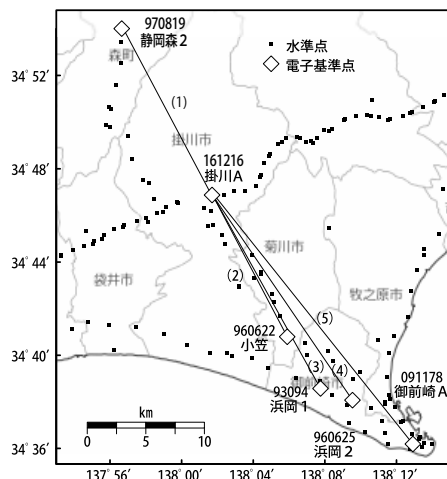 970819
静岡森2
水準点
電子基準点
森町
(1)
掛川市
161216
掛川A
菊川市
袋井市
(2)
牧之原市
960622
小笠
(5)
(3)
(4)
御前崎市
93094
浜岡1
091178
御前崎A
960625
浜岡2
km
0 5 10
34°52′
34°48′
34°44′
34°40′
34°36′
137°56′ 138°00′ 138°04′ 138°08′ 138°12′